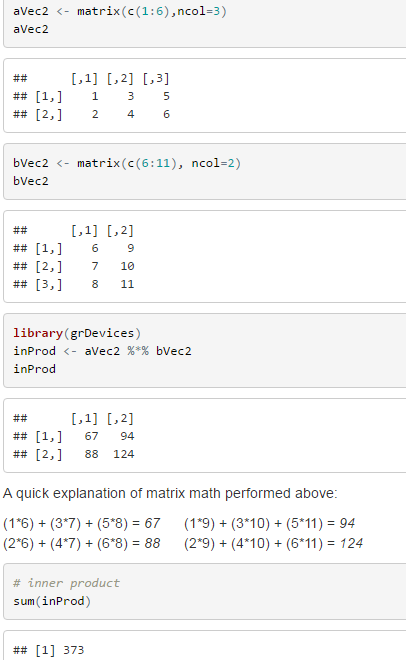 aVec2 <- matrix(c(1:6),ncol=3)
aVec2
##      [,1] [,2] [,3]
## [1,]    1    3    5
## [2,]    2    4    6
bVec2 <- matrix(c(6:11), ncol=2)
bVec2
##      [,1] [,2]
## [1,]    6    9
## [2,]    7   10
## [3,]    8   11
library(grDevices)
inProd <- aVec2 %*% bVec2
inProd
##      [,1] [,2]
## [1,]   67   94
## [2,]   88  124
A quick explanation of matrix math performed above:
(1*6) + (3*7) + (5*8) = 67 (1*9) + (3*10) + (5*11) = 94
(2*6) + (4*7) + (6*8) = 88 (2*9) + (4*10) + (6*11) = 124
# inner product
sum(inProd)
## [1] 373